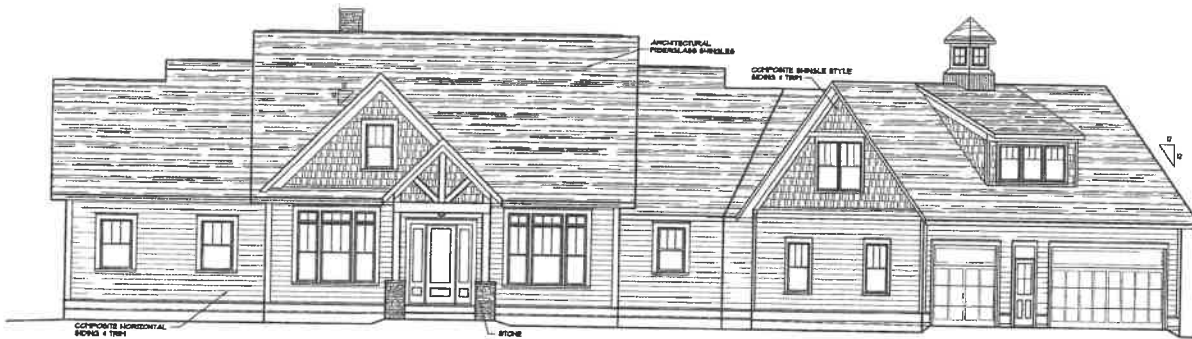 ARCHITECTURAL
FIBERGLASS SHINGLES
COMPOSITE SHINGLE STYLE
SIDING & TRIM
12
12
COMPOSITE HORIZONTAL
SIDING & TRIM
STONE